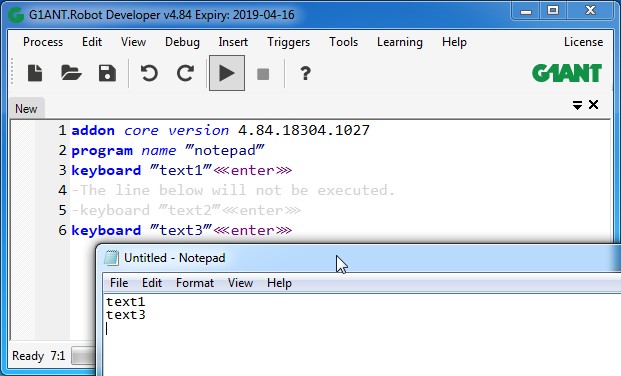 G1ANT.Robot Developer v4.84 Expiry: 2019-04-16
Process Edit View Debug Insert Triggers Tools Learning Help License
G1ANT
New
1 addon core version 4.84.18304.1027
2 program name ‴notepad‴
3 keyboard ‴text1‴⋘enter⋙
4 -The line below will not be executed.
5 -keyboard ‴text2‴⋘enter⋙
6 keyboard ‴text3‴⋘enter⋙
Untitled - Notepad
File Edit Format View Help
text1
text3
Ready 7:1